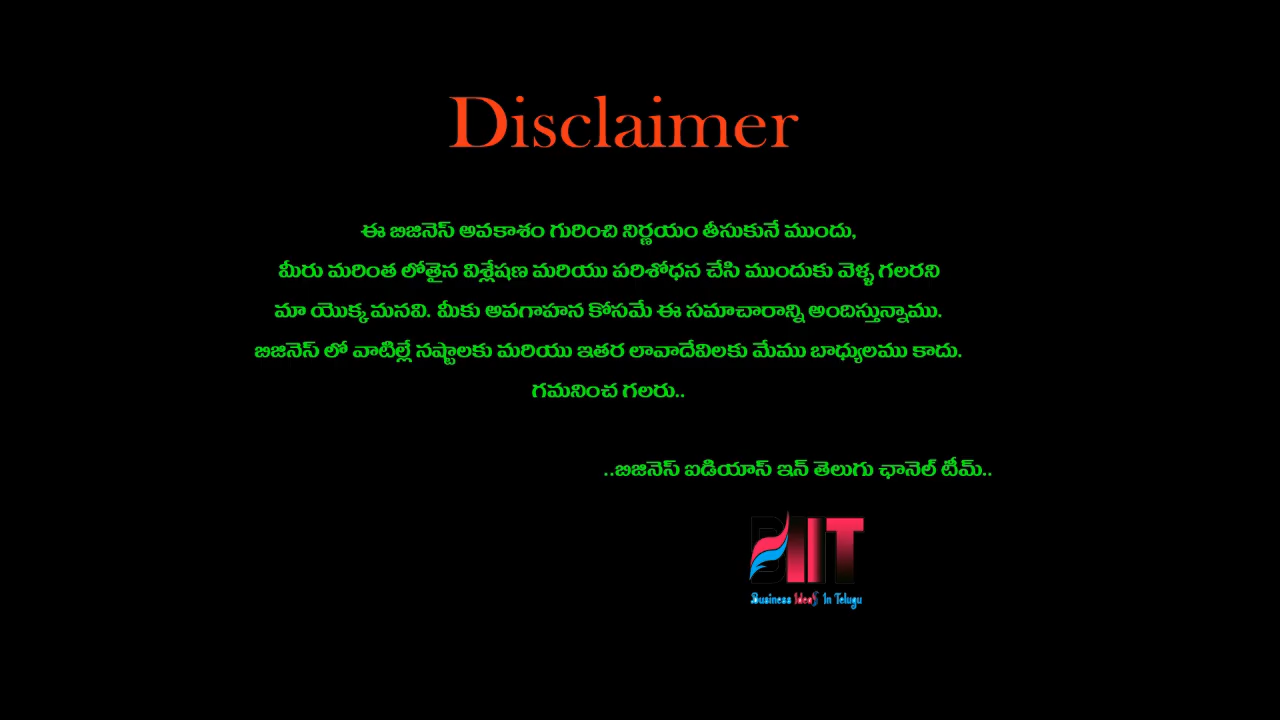 Disclaimer
ఈ బిజినెస్ అవకాశం గురించి నిర్ణయం తీసుకునే ముందు,
మీరు మరింత లోతైన విశ్లేషణ మరియు పరిశోధన చేసి ముందుకు వెళ్ళ గలరని
మా యొక్క మనవి. మీకు అవగాహన కోసమే ఈ సమాచారాన్ని అందిస్తున్నాము.
బిజినెస్ లో వాటిల్లే నష్టాలకు మరియు ఇతర లావాదేవిలకు మేము బాధ్యులము కాదు.
గమనించ గలరు..
..బిజినెస్ ఐడియాస్ ఇన్ తెలుగు ఛానెల్ టీమ్..
BIIT
Business IdeaS In Telugu